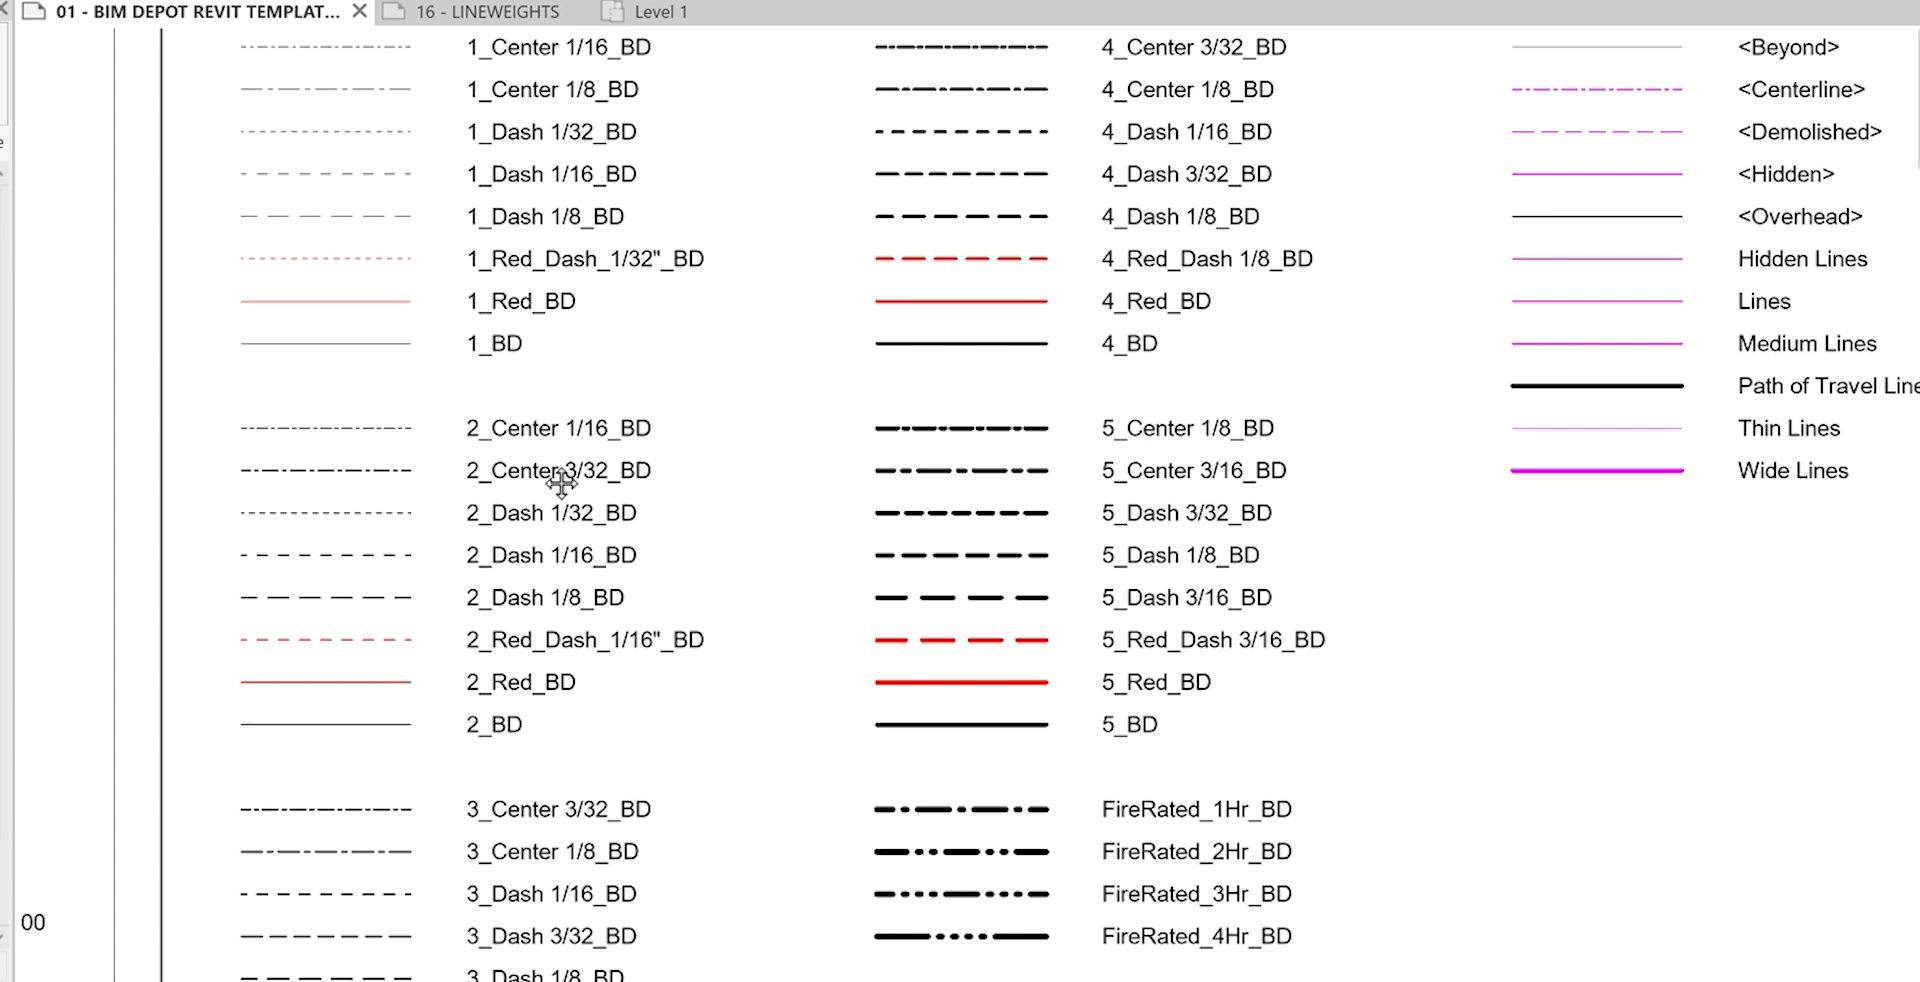 01 - BIM DEPOT REVIT TEMPLAT...
16 - LINEWEIGHTS
Level 1
1_Center 1/16_BD
1_Center 1/8_BD
1_Dash 1/32_BD
1_Dash 1/16_BD
1_Dash 1/8_BD
1_Red_Dash_1/32"_BD
1_Red_BD
1_BD
2_Center 1/16_BD
2_Center 3/32_BD
2_Dash 1/32_BD
2_Dash 1/16_BD
2_Dash 1/8_BD
2_Red_Dash_1/16"_BD
2_Red_BD
2_BD
3_Center 3/32_BD
3_Center 1/8_BD
3_Dash 1/16_BD
3_Dash 3/32_BD
3_Dash 1/8_BD
4_Center 3/32_BD
4_Center 1/8_BD
4_Dash 1/16_BD
4_Dash 3/32_BD
4_Dash 1/8_BD
4_Red_Dash 1/8_BD
4_Red_BD
4_BD
5_Center 1/8_BD
5_Center 3/16_BD
5_Dash 3/32_BD
5_Dash 1/8_BD
5_Dash 3/16_BD
5_Red_Dash 3/16_BD
5_Red_BD
5_BD
FireRated_1Hr_BD
FireRated_2Hr_BD
FireRated_3Hr_BD
FireRated_4Hr_BD
<Beyond>
<Centerline>
<Demolished>
<Hidden>
<Overhead>
Hidden Lines
Lines
Medium Lines
Path of Travel Line
Thin Lines
Wide Lines
e
00